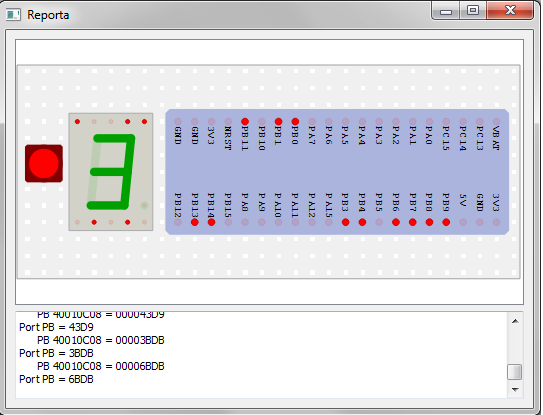 Reporta
3
GND GND 3V3 NRST PB11 PB10 PB1 PB0 PA7 PA6 PA5 PA4 PA3 PA2 PA1 PA0 PC15 PC14 PC13 VBAT
PB12 PB13 PB14 PB15 PA8 PA9 PA10 PA11 PA12 PA15 PB3 PB4 PB5 PB6 PB7 PB8 PB9 5V GND 3V3
PB 40010C08 = 000043D9
Port PB = 43D9
PB 40010C08 = 00003BDB
Port PB = 3BDB
PB 40010C08 = 00006BDB
Port PB = 6BDB